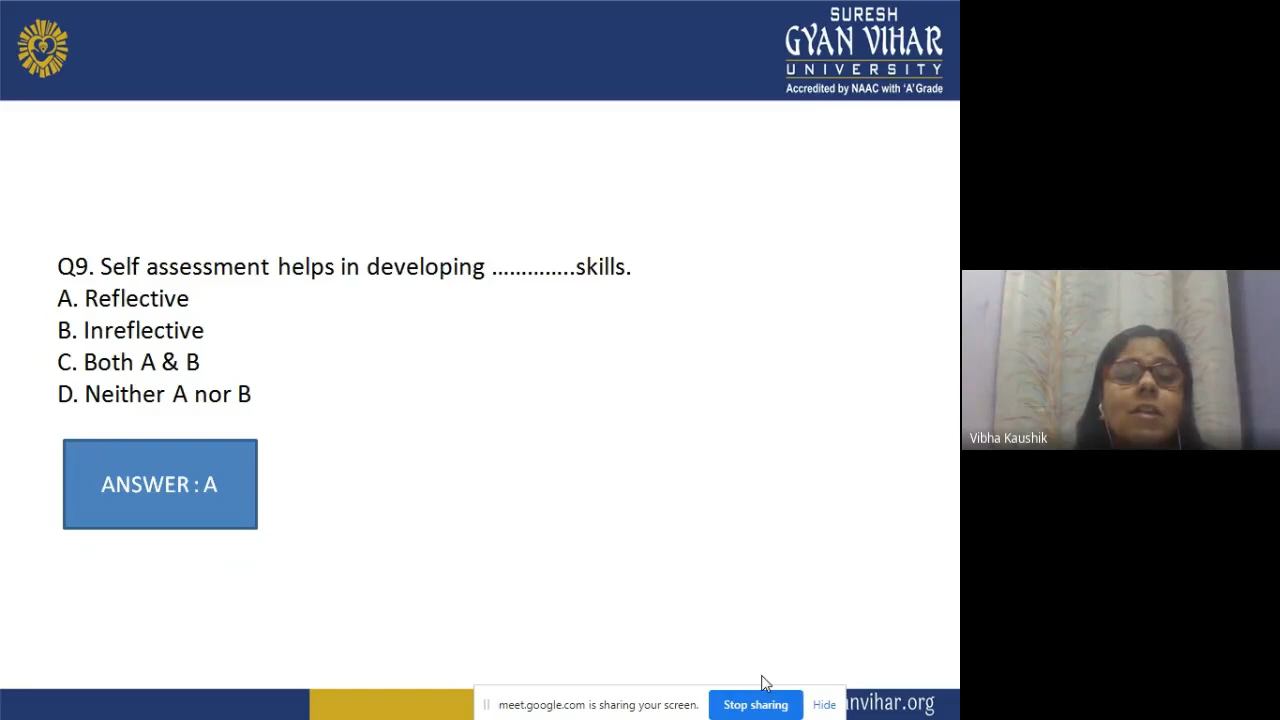 SURESH
GYAN VIHAR
UNIVERSITY
Accredited by NAAC with 'A' Grade
Q9. Self assessment helps in developing ..............skills.
A. Reflective
B. Inreflective
C. Both A & B
D. Neither A nor B
ANSWER : A
Vibha Kaushik
meet.google.com is sharing your screen.
Stop sharing
Hide
anvihar.org